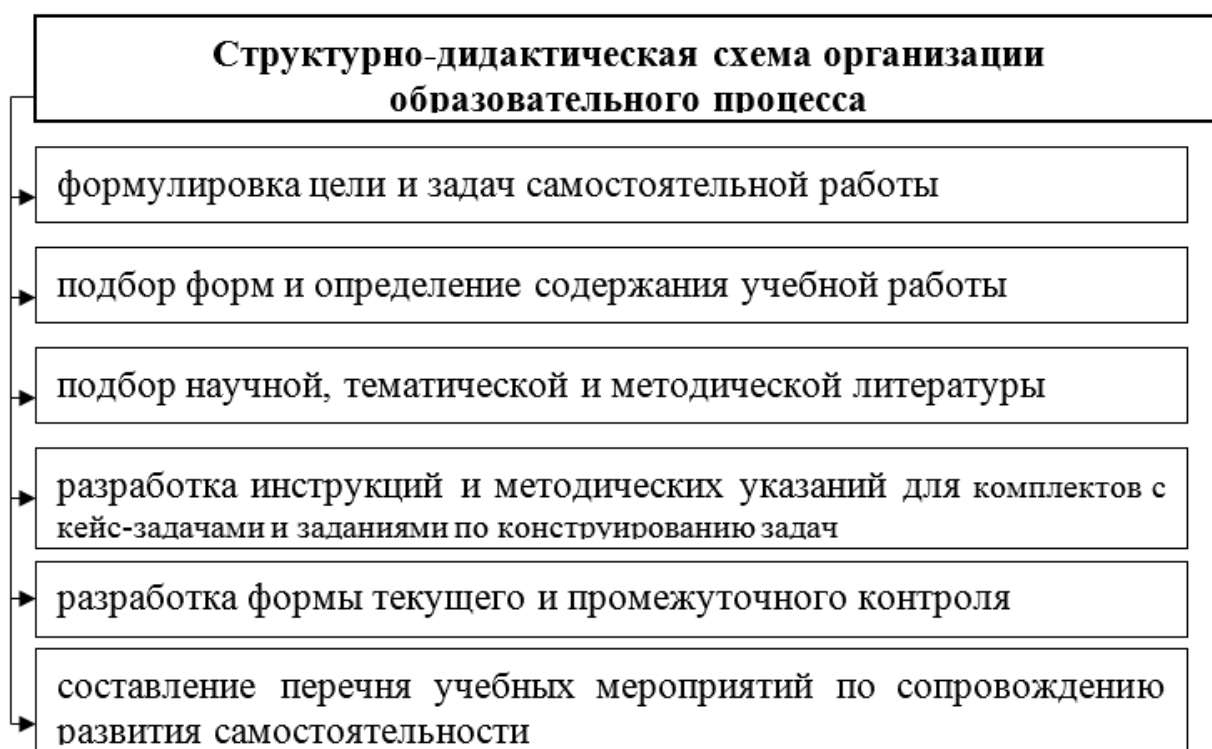 Структурно-дидактическая схема организации
образовательного процесса
формулировка цели и задач самостоятельной работы
подбор форм и определение содержания учебной работы
подбор научной, тематической и методической литературы
разработка инструкций и методических указаний для комплектов с
кейс-задачами и заданиями по конструированию задач
разработка формы текущего и промежуточного контроля
составление перечня учебных мероприятий по сопровождению
развития самостоятельности